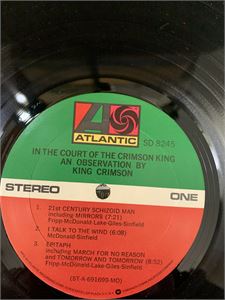 ATLANTIC
SD 8245
IN THE COURT OF THE CRIMSON KING
AN OBSERVATION BY
KING CRIMSON
STEREO
ONE
1. 21st CENTURY SCHIZOID MAN
including MIRRORS (7:21)
Fripp-McDonald-Lake-Giles-Sinfield
2. I TALK TO THE WIND (6:08)
McDonald-Sinfield
3. EPITAPH
including MARCH FOR NO REASON
and TOMORROW AND TOMORROW (8:52)
Fripp-McDonald-Lake-Giles-Sinfield
(ST-A-691699-MO)